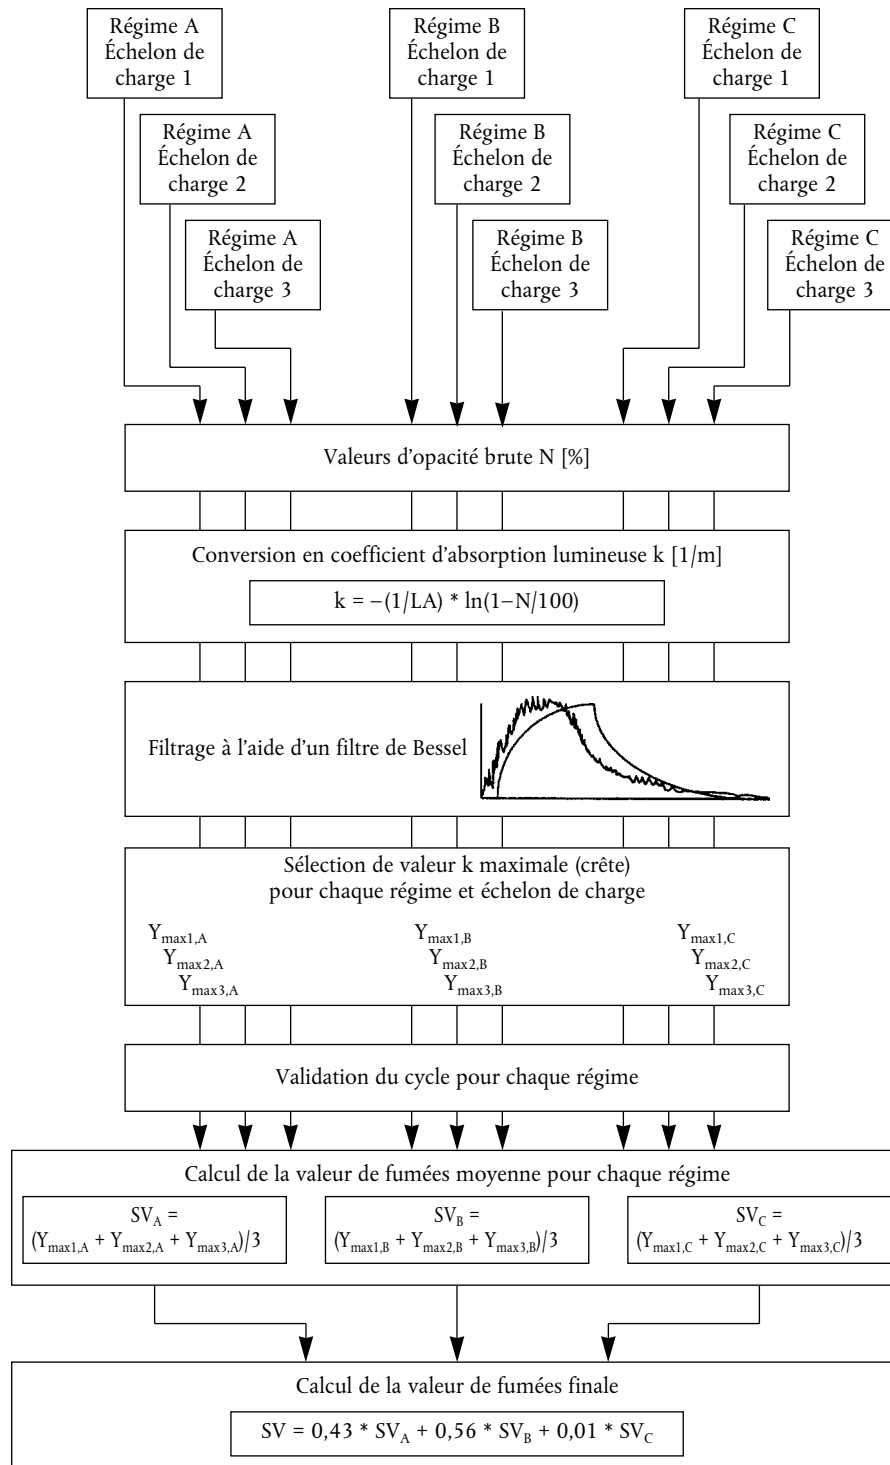 Régime A
Échelon de
charge 1
Régime B
Échelon de
charge 1
Régime C
Échelon de
charge 1
Régime A
Échelon de
charge 2
Régime B
Échelon de
charge 2
Régime C
Échelon de
charge 2
Régime A
Échelon de
charge 3
Régime B
Échelon de
charge 3
Régime C
Échelon de
charge 3
Valeurs d'opacité brute N [%]
Conversion en coefficient d'absorption lumineuse k [1/m]
k = −(1/LA) * ln(1−N/100)
Filtrage à l'aide d'un filtre de Bessel
Sélection de valeur k maximale (crête)
pour chaque régime et échelon de charge
Ymax1,A
Ymax2,A
Ymax3,A
Ymax1,B
Ymax2,B
Ymax3,B
Ymax1,C
Ymax2,C
Ymax3,C
Validation du cycle pour chaque régime
Calcul de la valeur de fumées moyenne pour chaque régime
SVA =
(Ymax1,A + Ymax2,A + Ymax3,A)/3
SVB =
(Ymax1,B + Ymax2,B + Ymax3,B)/3
SVC =
(Ymax1,C + Ymax2,C + Ymax3,C)/3
Calcul de la valeur de fumées finale
SV = 0,43 * SVA + 0,56 * SVB + 0,01 * SVC